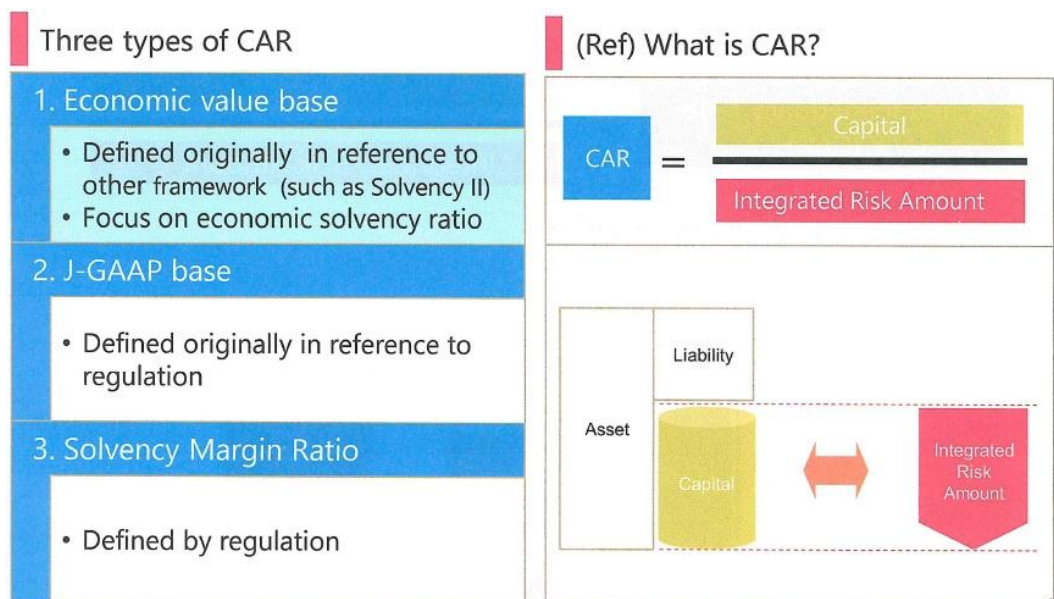 Three types of CAR
1. Economic value base
• Defined originally in reference to
other framework (such as Solvency II)
• Focus on economic solvency ratio
2. J-GAAP base
• Defined originally in reference to
regulation
3. Solvency Margin Ratio
• Defined by regulation
(Ref) What is CAR?
CAR
=
Capital
Integrated Risk Amount
Asset
Liability
Capital
Integrated
Risk
Amount